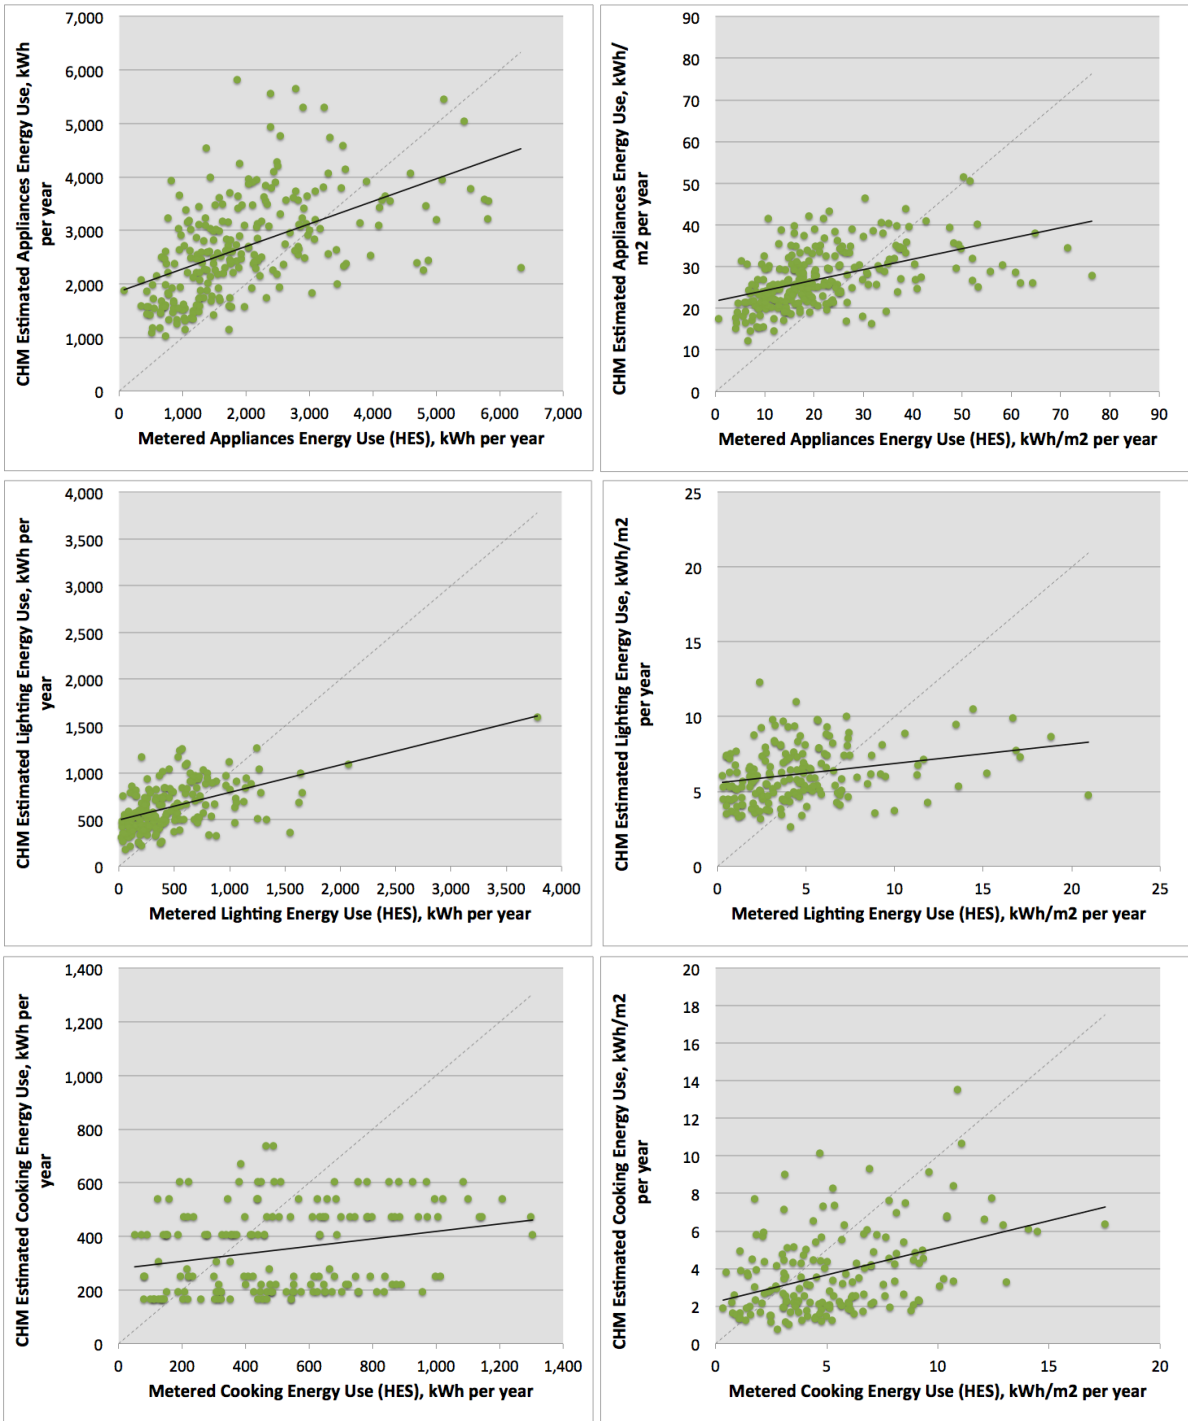 CHM Estimated Appliances Energy Use, kWh
per year
7,000
6,000
5,000
4,000
3,000
2,000
1,000
0
0 1,000 2,000 3,000 4,000 5,000 6,000 7,000
Metered Appliances Energy Use (HES), kWh per year
CHM Estimated Appliances Energy Use, kWh/
m2 per year
90
80
70
60
50
40
30
20
10
0
0 10 20 30 40 50 60 70 80 90
Metered Appliances Energy Use (HES), kWh/m2 per year
CHM Estimated Lighting Energy Use, kWh per
year
4,000
3,500
3,000
2,500
2,000
1,500
1,000
500
0
0 500 1,000 1,500 2,000 2,500 3,000 3,500 4,000
Metered Lighting Energy Use (HES), kWh per year
CHM Estimated Lighting Energy Use, kWh/m2
per year
25
20
15
10
5
0
0 5 10 15 20 25
Metered Lighting Energy Use (HES), kWh/m2 per year
CHM Estimated Cooking Energy Use, kWh per
year
1,400
1,200
1,000
800
600
400
200
0
0 200 400 600 800 1,000 1,200 1,400
Metered Cooking Energy Use (HES), kWh per year
CHM Estimated Cooking Energy Use, kWh/m2
per year
20
18
16
14
12
10
8
6
4
2
0
0 5 10 15 20
Metered Cooking Energy Use (HES), kWh/m2 per year